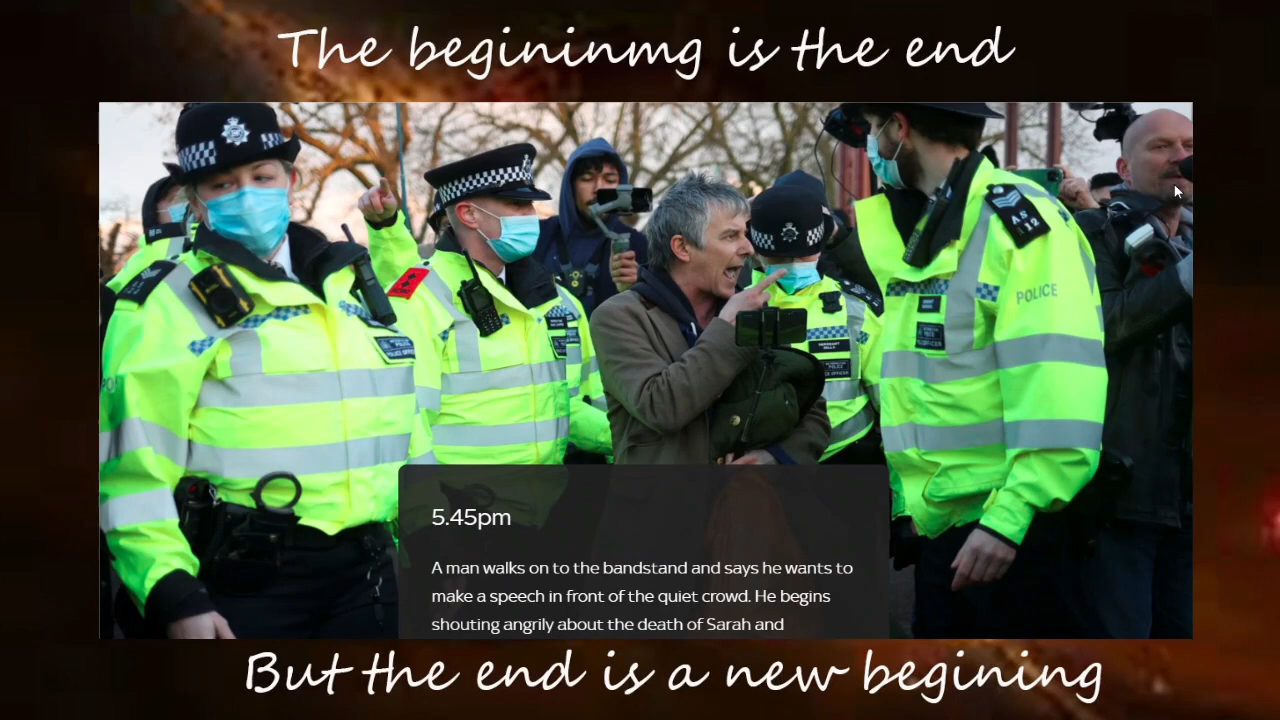 The begininmg is the end
POLICE
AS
12
5.45pm
A man walks on to the bandstand and says he wants to
make a speech in front of the quiet crowd. He begins
shouting angrily about the death of Sarah and
But the end is a new begining